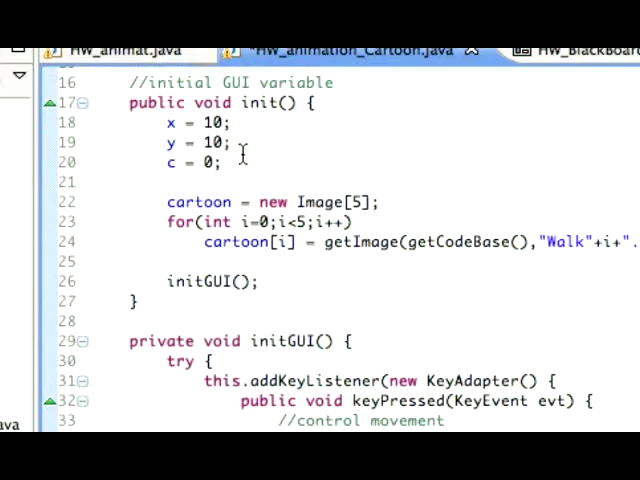 HW_animat.java *HW_animation_Cartoon.java HW_BlackBoard
16 //initial GUI variable
17 public void init() {
18 x = 10;
19 y = 10;
20 c = 0;
21
22 cartoon = new Image[5];
23 for(int i=0;i<5;i++)
24 cartoon[i] = getImage(getCodeBase(),"Walk"+i+".
25
26 initGUI();
27 }
28
29 private void initGUI() {
30 try {
31 this.addKeyListener(new KeyAdapter() {
32 public void keyPressed(KeyEvent evt) {
ava 33 //control movement